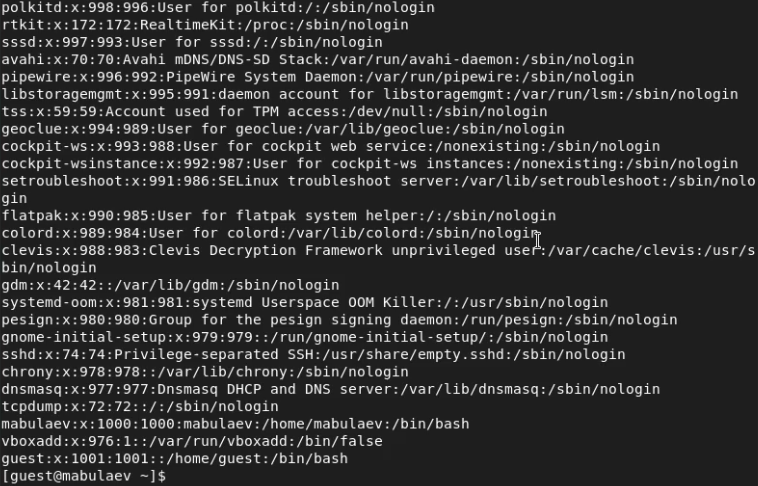 polkitd:x:998:996:User for polkitd:/:/sbin/nologin
rtkit:x:172:172:RealtimeKit:/proc:/sbin/nologin
sssd:x:997:993:User for sssd:/:/sbin/nologin
avahi:x:70:70:Avahi mDNS/DNS-SD Stack:/var/run/avahi-daemon:/sbin/nologin
pipewire:x:996:992:PipeWire System Daemon:/var/run/pipewire:/sbin/nologin
libstoragemgmt:x:995:991:daemon account for libstoragemgmt:/var/run/lsm:/sbin/nologin
tss:x:59:59:Account used for TPM access:/dev/null:/sbin/nologin
geoclue:x:994:989:User for geoclue:/var/lib/geoclue:/sbin/nologin
cockpit-ws:x:993:988:User for cockpit web service:/nonexisting:/sbin/nologin
cockpit-wsinstance:x:992:987:User for cockpit-ws instances:/nonexisting:/sbin/nologin
setroubleshoot:x:991:986:SELinux troubleshoot server:/var/lib/setroubleshoot:/sbin/nolo
gin
flatpak:x:990:985:User for flatpak system helper:/:/sbin/nologin
colord:x:989:984:User for colord:/var/lib/colord:/sbin/nologin
clevis:x:988:983:Clevis Decryption Framework unprivileged user:/var/cache/clevis:/usr/s
bin/nologin
gdm:x:42:42::/var/lib/gdm:/sbin/nologin
systemd-oom:x:981:981:systemd Userspace OOM Killer:/:/usr/sbin/nologin
pesign:x:980:980:Group for the pesign signing daemon:/run/pesign:/sbin/nologin
gnome-initial-setup:x:979:979::/run/gnome-initial-setup/:/sbin/nologin
sshd:x:74:74:Privilege-separated SSH:/usr/share/empty.sshd:/sbin/nologin
chrony:x:978:978::/var/lib/chrony:/sbin/nologin
dnsmasq:x:977:977:Dnsmasq DHCP and DNS server:/var/lib/dnsmasq:/sbin/nologin
tcpdump:x:72:72::/:/sbin/nologin
mabulaev:x:1000:1000:mabulaev:/home/mabulaev:/bin/bash
vboxadd:x:976:1::/var/run/vboxadd:/bin/false
guest:x:1001:1001::/home/guest:/bin/bash
[guest@mabulaev ~]$